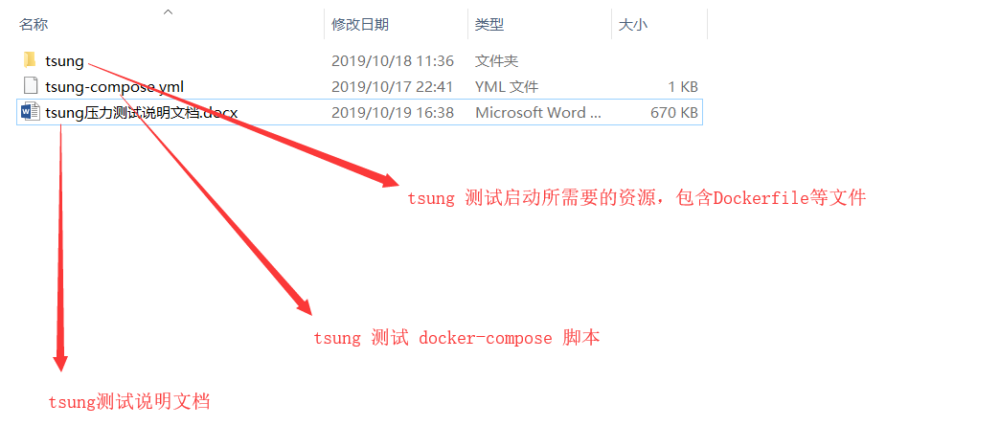 名称 修改日期 类型 大小
tsung 2019/10/18 11:36 文件夹
tsung-compose.yml 2019/10/17 22:41 YML 文件 1 KB
tsung压力测试说明文档.docx 2019/10/19 16:38 Microsoft Word ... 670 KB
tsung 测试启动所需要的资源，包含Dockerfile等文件
tsung 测试 docker-compose 脚本
tsung测试说明文档